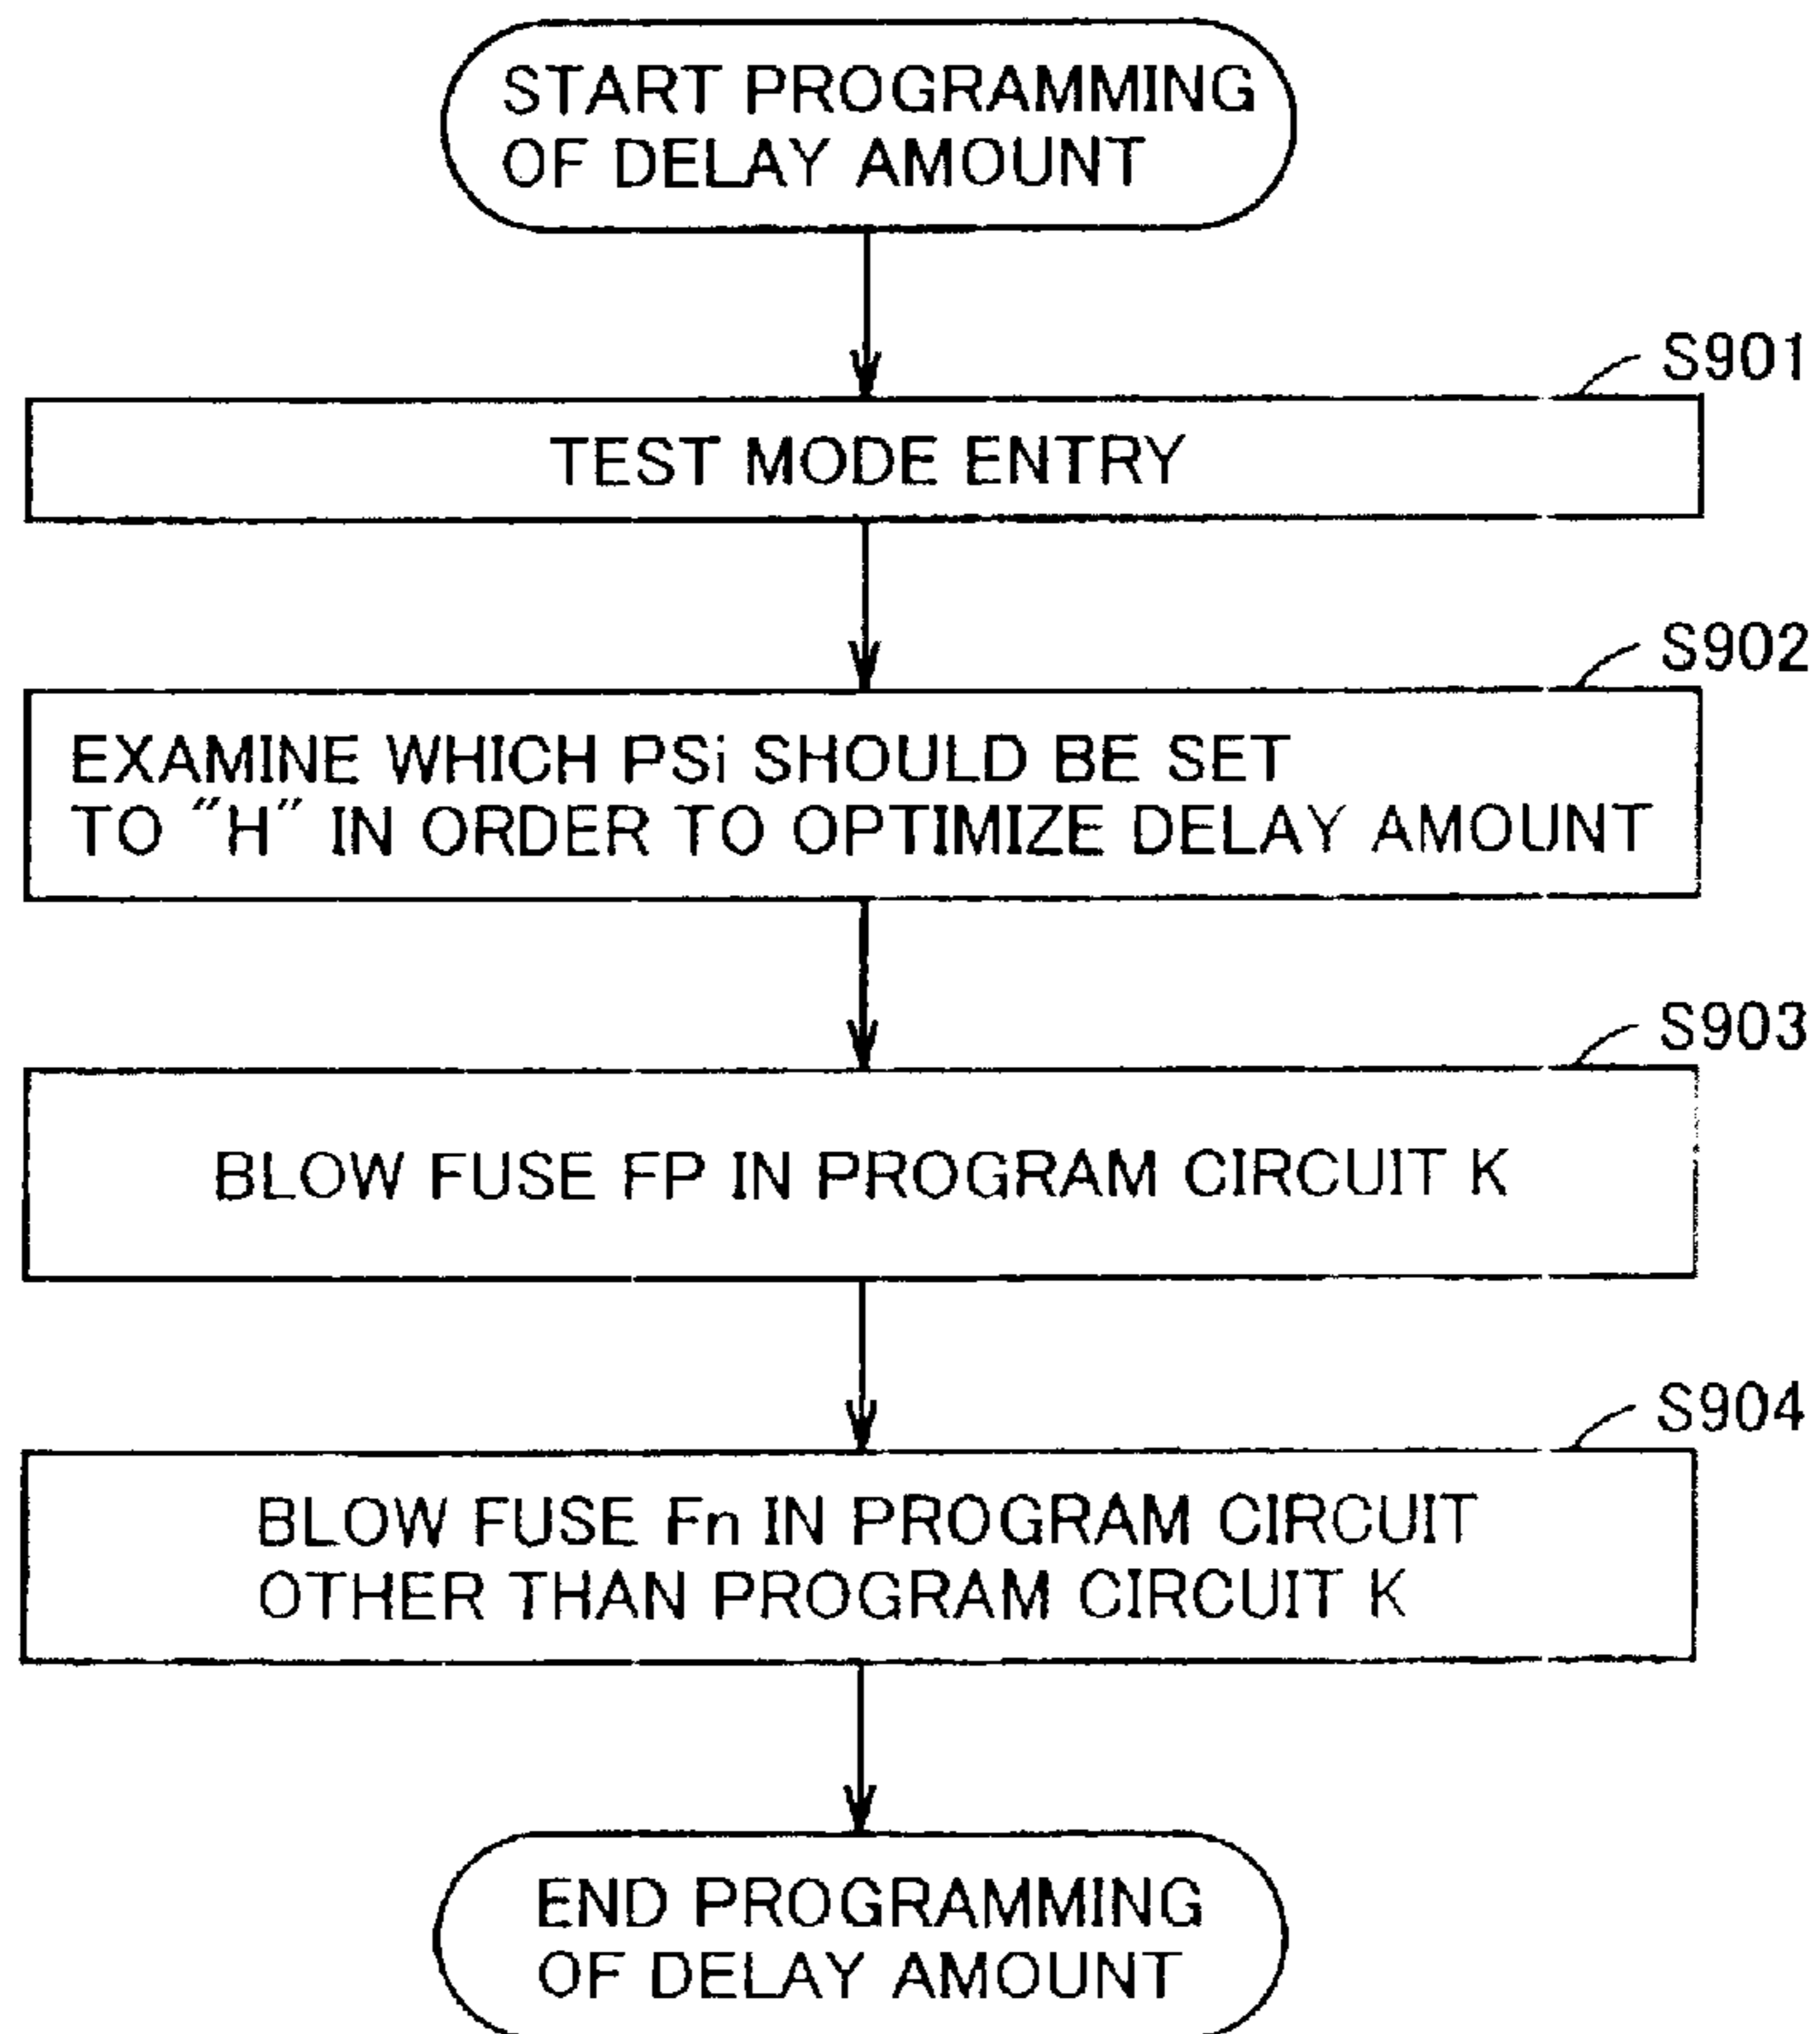 START PROGRAMMING
OF DELAY AMOUNT
S901
TEST MODE ENTRY
S902
EXAMINE WHICH PSi SHOULD BE SET
TO "H" IN ORDER TO OPTIMIZE DELAY AMOUNT
S903
BLOW FUSE FP IN PROGRAM CIRCUIT K
S904
BLOW FUSE Fn IN PROGRAM CIRCUIT
OTHER THAN PROGRAM CIRCUIT K
END PROGRAMMING
OF DELAY AMOUNT